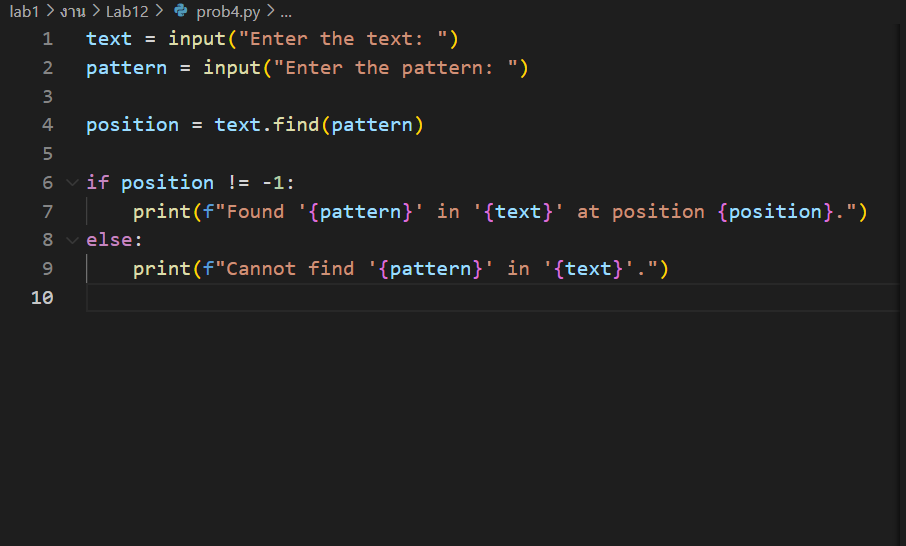 lab1 > งาน > Lab12 > prob4.py > ...
1 text = input("Enter the text: ")
2 pattern = input("Enter the pattern: ")
3
4 position = text.find(pattern)
5
6 if position != -1:
7     print(f"Found '{pattern}' in '{text}' at position {position}.")
8 else:
9     print(f"Cannot find '{pattern}' in '{text}'.")
10